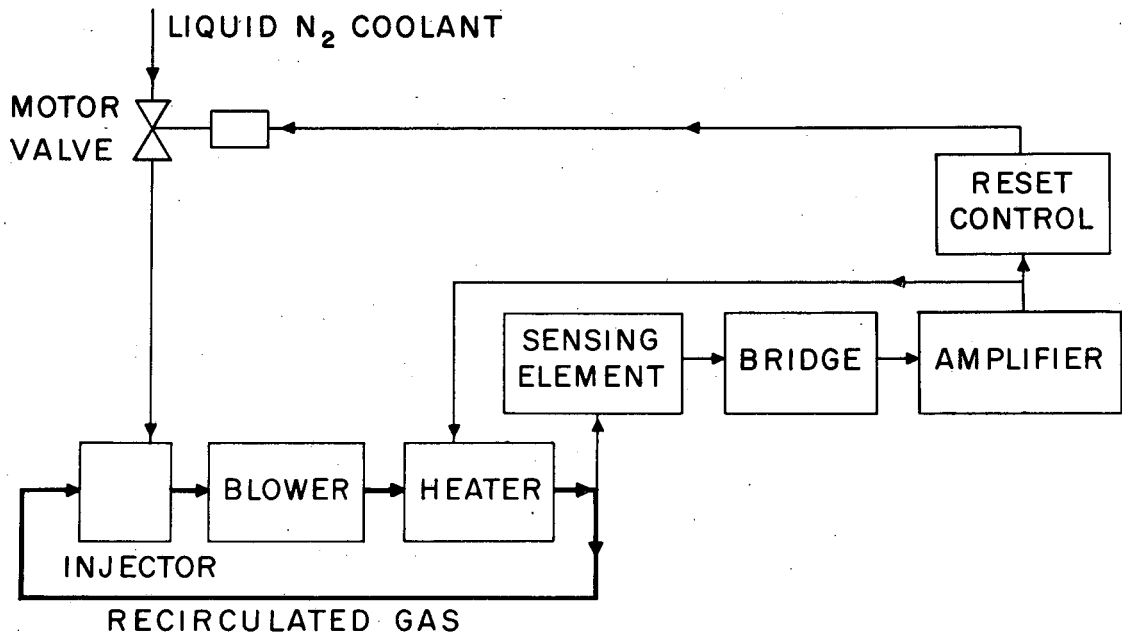 LIQUID N2 COOLANT
MOTOR
VALVE
RESET
CONTROL
SENSING
ELEMENT
BRIDGE
AMPLIFIER
BLOWER
HEATER
INJECTOR
RECIRCULATED GAS